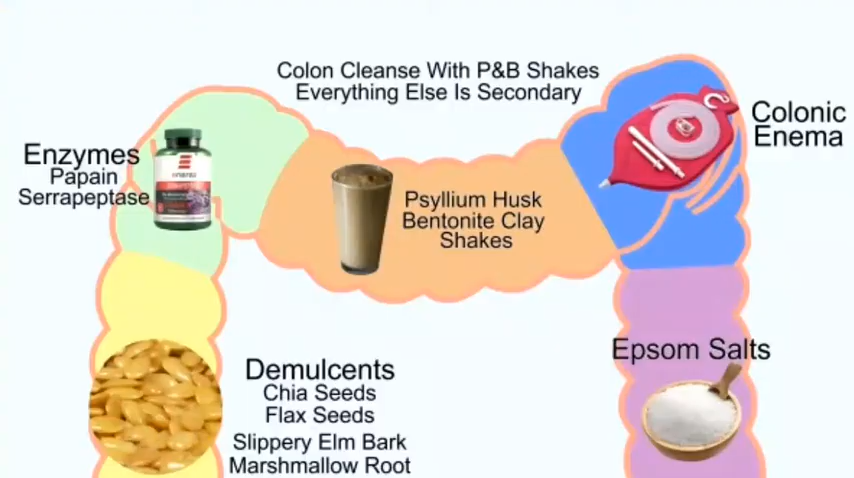 Colon Cleanse With P&B Shakes
Everything Else Is Secondary
Colonic
Enema
Enzymes
Papain
Serrapeptase
Psyllium Husk
Bentonite Clay
Shakes
Epsom Salts
Demulcents
Chia Seeds
Flax Seeds
Slippery Elm Bark
Marshmallow Root